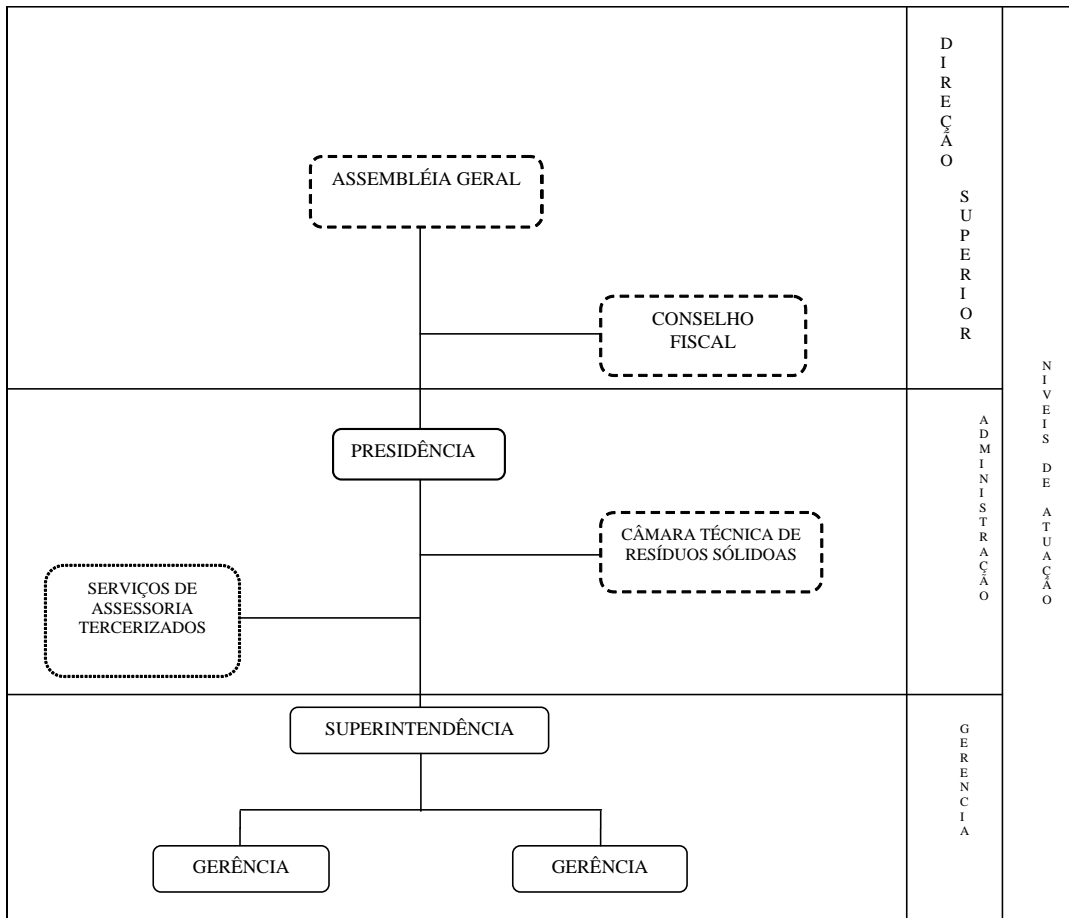 ASSEMBLÉIA GERAL
CONSELHO
FISCAL
PRESIDÊNCIA
CÂMARA TÉCNICA DE
RESÍDUOS SÓLIDOAS
SERVIÇOS DE
ASSESSORIA
TERCERIZADOS
SUPERINTENDÊNCIA
GERÊNCIA
GERÊNCIA
DIREÇÃO
SUPERIOR
ADMINISTRAÇÃO
GERENCIA
NIVEIS DE ATUAÇÃO